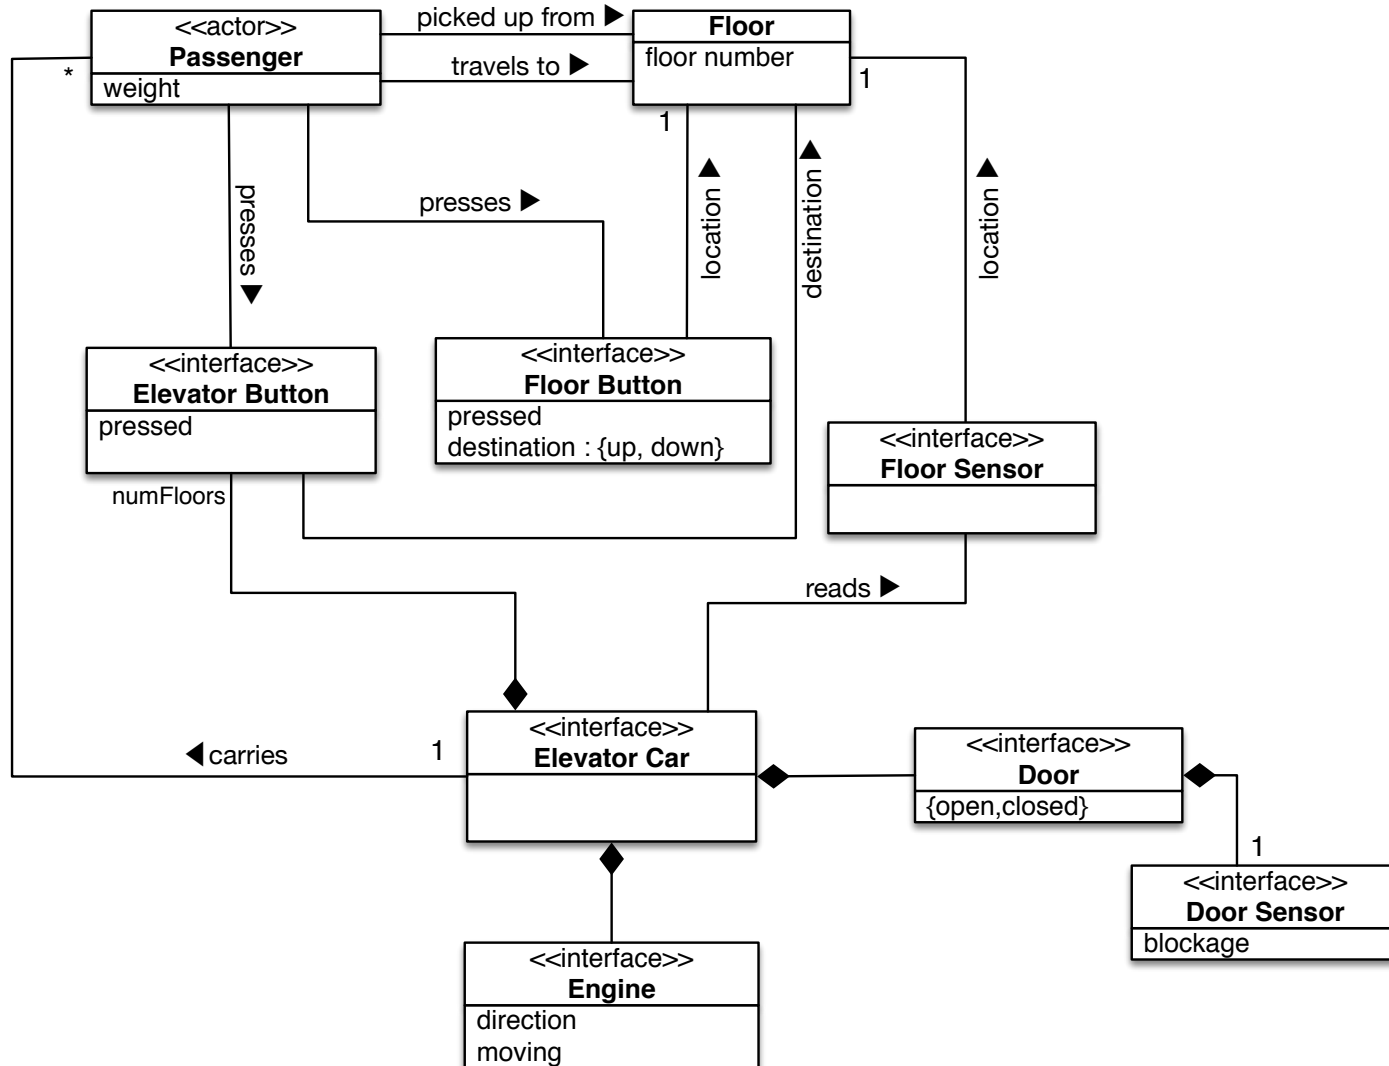 <<actor>>
Passenger
weight
*
picked up from ▶
travels to ▶
Floor
floor number
1
1
presses ▼
presses ▶
location ▲
destination ▲
location ▲
<<interface>>
Elevator Button
pressed
numFloors
<<interface>>
Floor Button
pressed
destination : {up, down}
<<interface>>
Floor Sensor
reads ▶
◀ carries
1
<<interface>>
Elevator Car
<<interface>>
Door
{open,closed}
1
<<interface>>
Door Sensor
blockage
<<interface>>
Engine
direction
moving